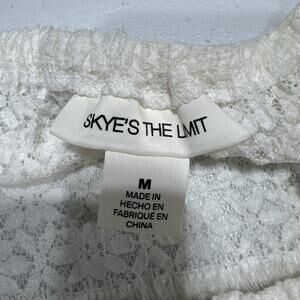 SKYE'S THE LIMIT
M
MADE IN
HECHO EN
FABRIQUÉ EN
CHINA